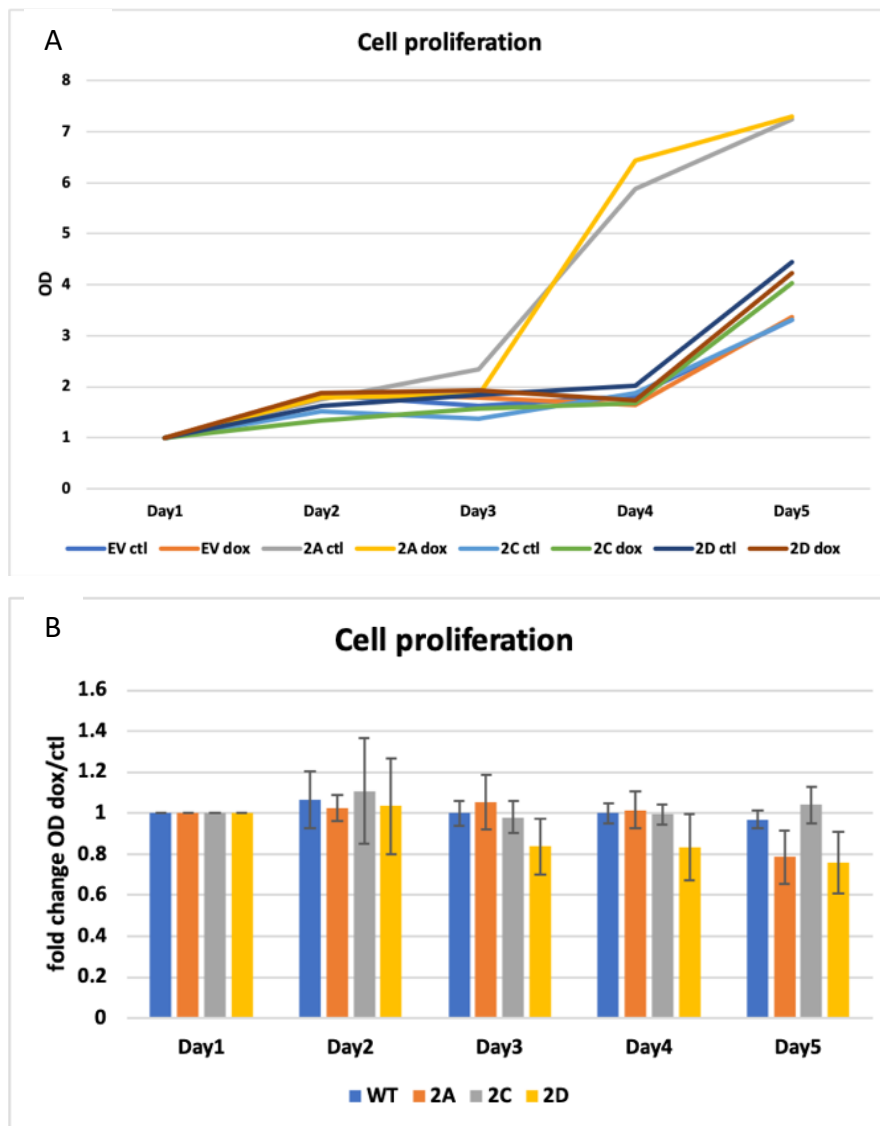 A
Cell proliferation
8
7
6
5
4
3
2
1
0
OD
Day1 Day2 Day3 Day4 Day5
EV ctl EV dox 2A ctl 2A dox 2C ctl 2C dox 2D ctl 2D dox
B
Cell proliferation
1.6
1.4
1.2
1
0.8
0.6
0.4
0.2
0
fold change OD dox/ctl
Day1 Day2 Day3 Day4 Day5
WT 2A 2C 2D